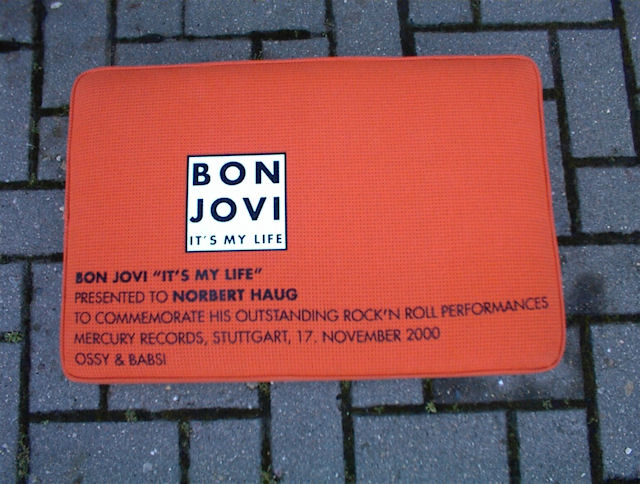 BON
JOVI
IT'S MY LIFE
BON JOVI "IT'S MY LIFE"
PRESENTED TO NORBERT HAUG
TO COMMEMORATE HIS OUTSTANDING ROCK'N ROLL PERFORMANCES
MERCURY RECORDS, STUTTGART, 17. NOVEMBER 2000
OSSY & BABSI